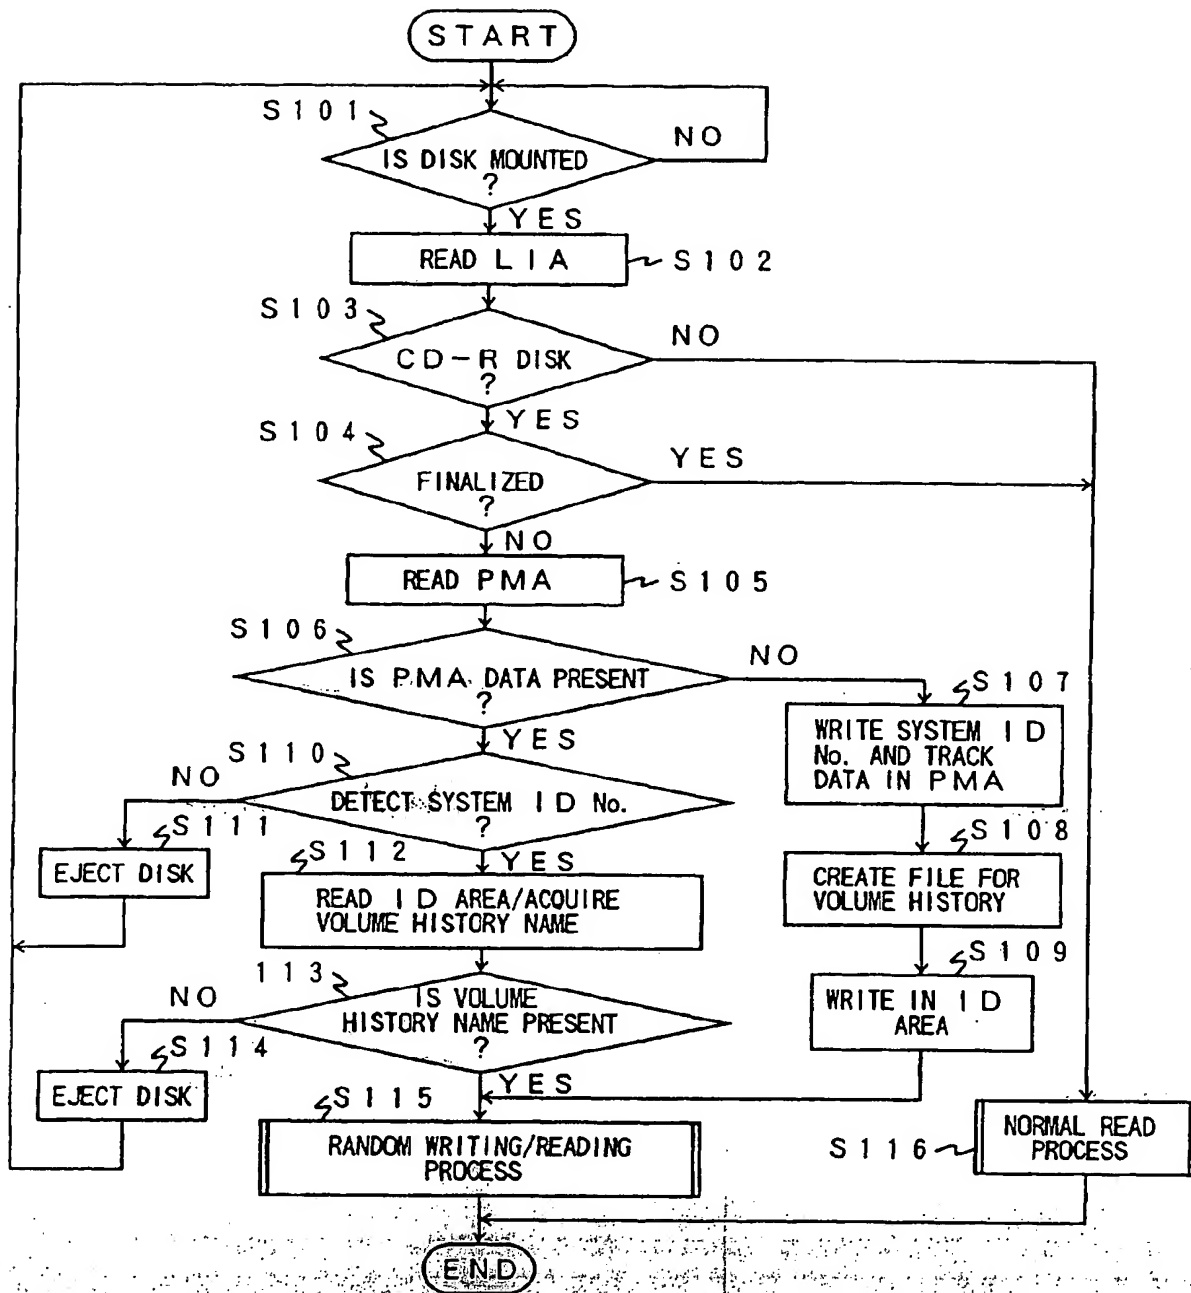 START
S101
IS DISK MOUNTED
?
NO
YES
READ LIA
S102
S103
CD-R DISK
?
NO
YES
S104
FINALIZED
?
YES
NO
READ PMA
S105
S106
IS PMA DATA PRESENT
?
NO
YES
S107
WRITE SYSTEM ID
No. AND TRACK
DATA IN PMA
S110
DETECT SYSTEM ID No.
?
NO
YES
S111
EJECT DISK
S108
CREATE FILE FOR
VOLUME HISTORY
S112
READ ID AREA/ACQUIRE
VOLUME HISTORY NAME
S109
WRITE IN ID
AREA
113
IS VOLUME
HISTORY NAME PRESENT
?
NO
YES
S114
EJECT DISK
S115
RANDOM WRITING/READING
PROCESS
S116
NORMAL READ
PROCESS
END